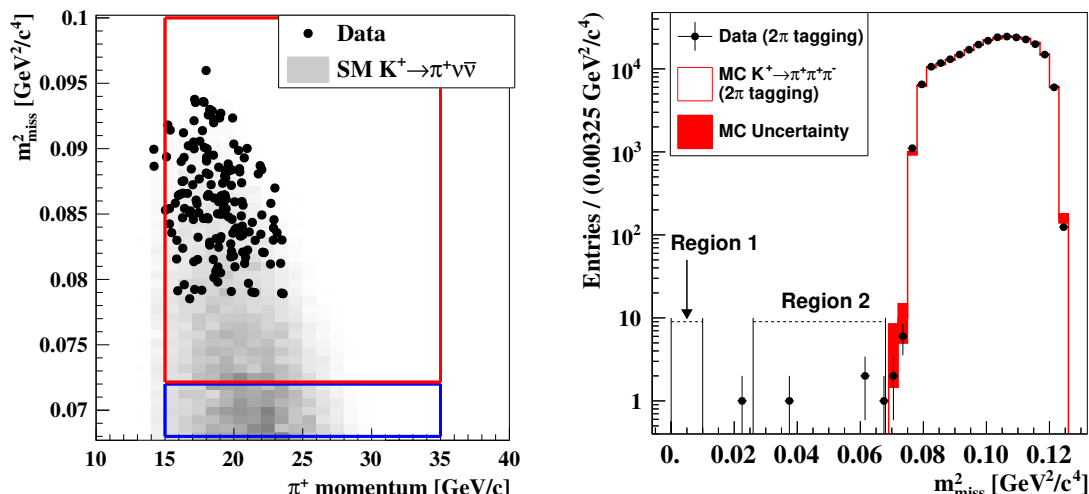 m²miss [GeV²/c⁴]
0.1
0.095
0.09
0.085
0.08
0.075
0.07
Data
SM K⁺→π⁺νν̄
10 15 20 25 30 35 40
π⁺ momentum [GeV/c]
Entries / (0.00325 GeV²/c⁴)
10⁴
10³
10²
10
1
Data (2π tagging)
MC K⁺→π⁺π⁺π⁻
(2π tagging)
MC Uncertainty
Region 1
Region 2
0. 0.02 0.04 0.06 0.08 0.10 0.12
m²miss [GeV²/c⁴]